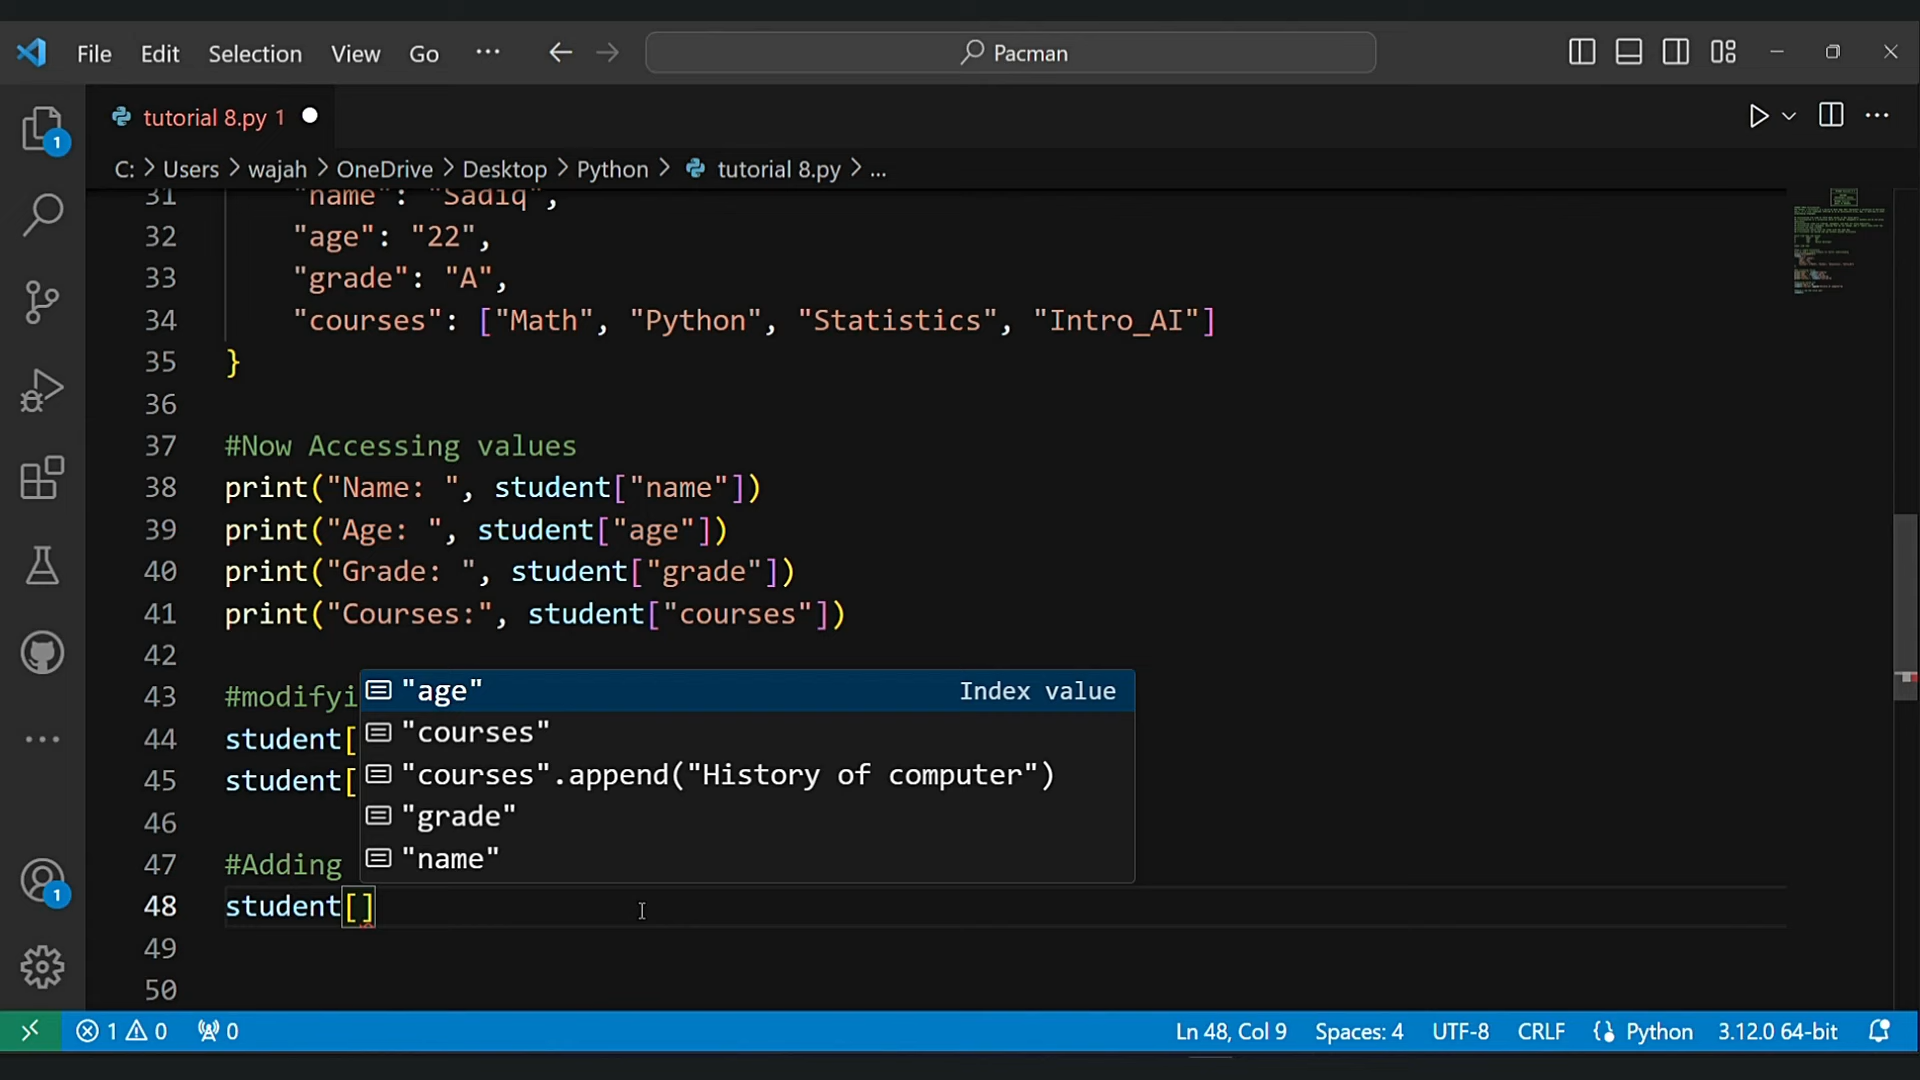 File Edit Selection View Go ··· Pacman
1
tutorial 8.py 1
C: > Users > wajah > OneDrive > Desktop > Python > tutorial 8.py > ...
31 "name": "Sadiq",
32 "age": "22",
33 "grade": "A",
34 "courses": ["Math", "Python", "Statistics", "Intro_AI"]
35 }
36
37 #Now Accessing values
38 print("Name: ", student["name"])
39 print("Age: ", student["age"])
40 print("Grade: ", student["grade"])
41 print("Courses:", student["courses"])
42
"age" Index value
43 #modifyi
"courses"
44 student[
"courses".append("History of computer")
45 student[
"grade"
46
"name"
47 #Adding
48 student[]
1
49
50
1 0 0 Ln 48, Col 9 Spaces: 4 UTF-8 CRLF Python 3.12.0 64-bit